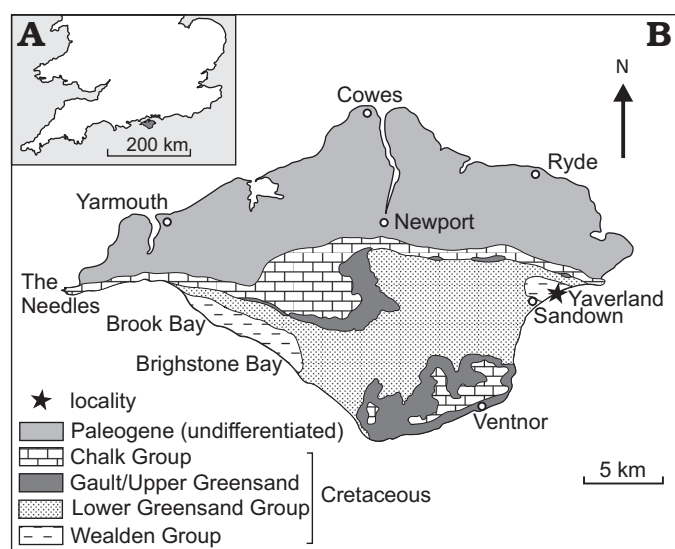 A
B
200 km
N
Cowes
Ryde
Yarmouth
Newport
The
Needles
Yaverland
Sandown
Brook Bay
Brighstone Bay
Ventnor
locality
Paleogene (undifferentiated)
Chalk Group
Gault/Upper Greensand
Cretaceous
Lower Greensand Group
Wealden Group
5 km